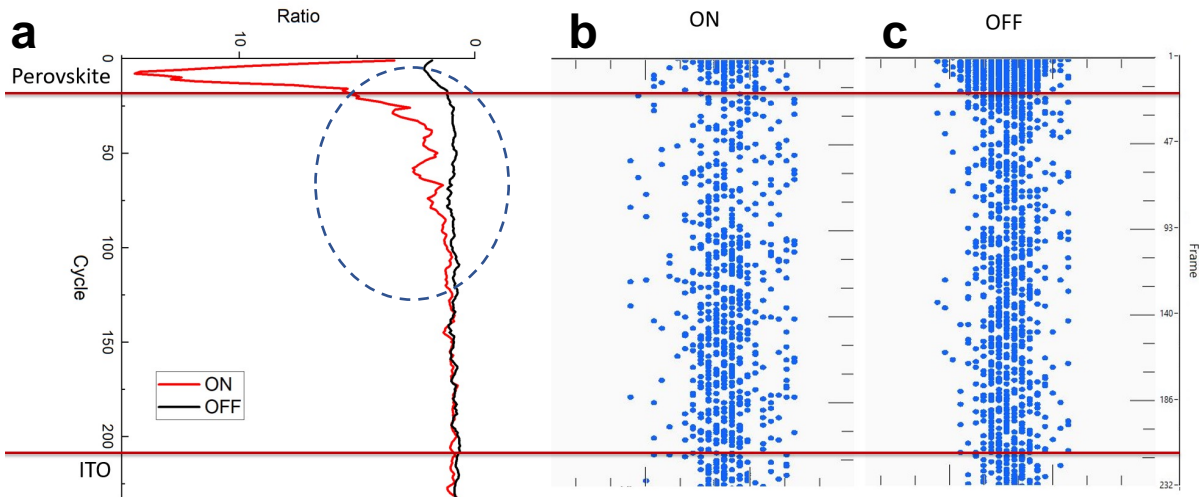 a
Ratio
10
0
Perovskite
0
50
100
150
200
Cycle
ON
OFF
ITO
b
ON
c
OFF
1
47
93
140
186
232
Frame